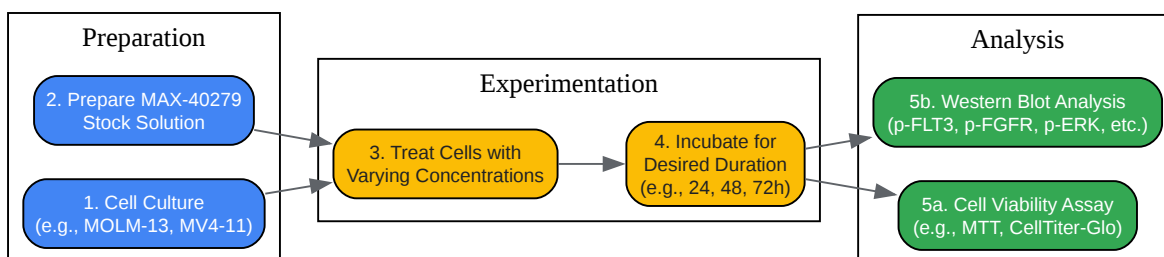 Preparation
2. Prepare MAX-40279
Stock Solution
1. Cell Culture
(e.g., MOLM-13, MV4-11)
Experimentation
3. Treat Cells with
Varying Concentrations
4. Incubate for
Desired Duration
(e.g., 24, 48, 72h)
Analysis
5b. Western Blot Analysis
(p-FLT3, p-FGFR, p-ERK, etc.)
5a. Cell Viability Assay
(e.g., MTT, CellTiter-Glo)